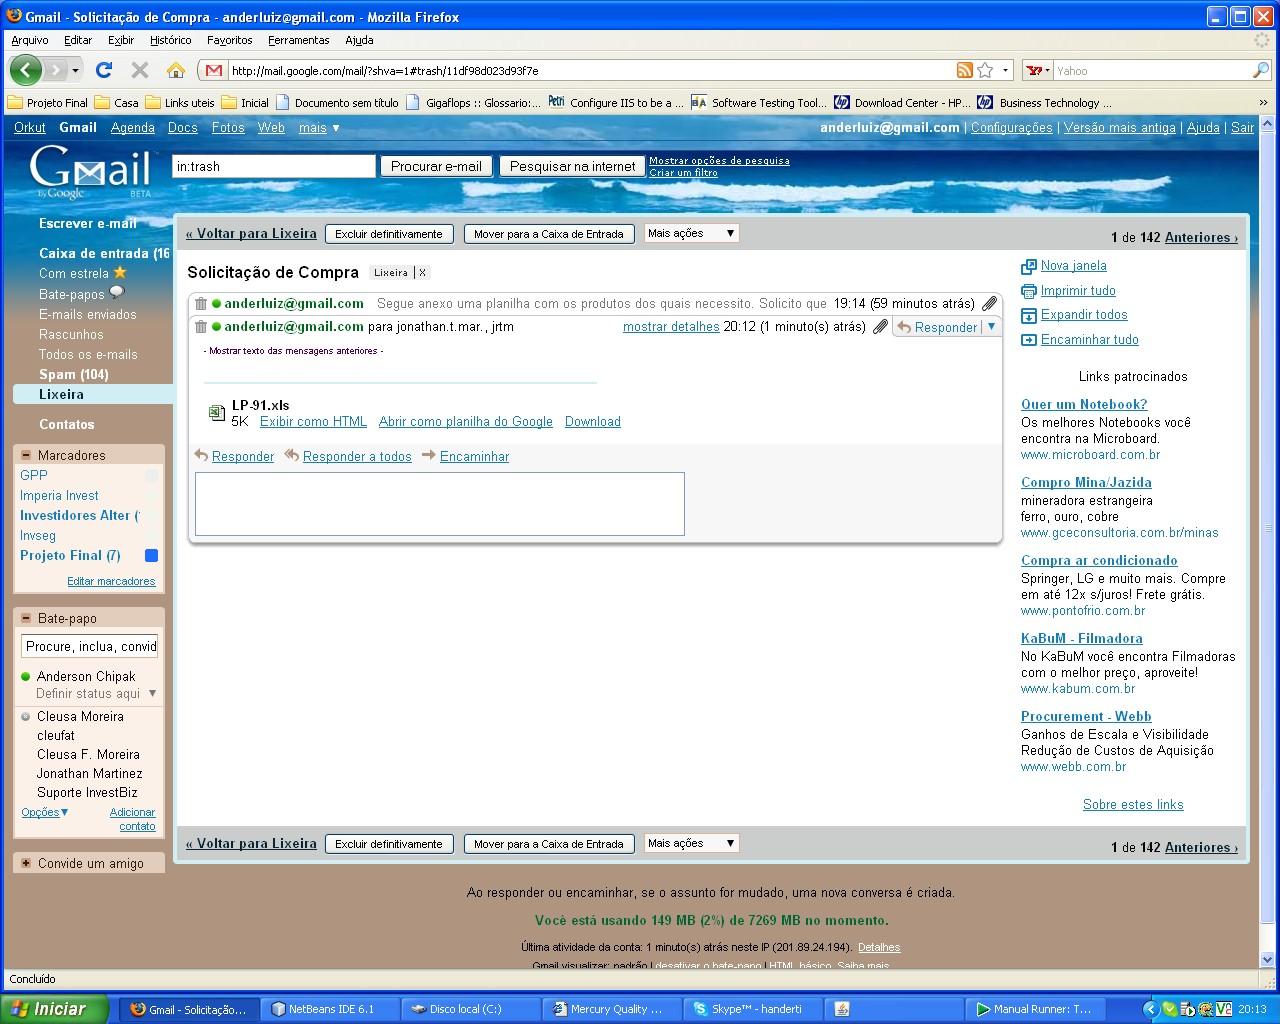 Gmail - Solicitação de Compra - anderluiz@gmail.com - Mozilla Firefox
Arquivo Editar Exibir Histórico Favoritos Ferramentas Ajuda
http://mail.google.com/mail/?shva=1#trash/11df98d023d93f7e
Yahoo
Projeto Final Casa Links uteis Inicial Documento sem título Gigaflops :: Glossario:... Configure IIS to be a ... Software Testing Tool... Download Center - HP... Business Technology ... »
Orkut Gmail Agenda Docs Fotos Web mais ▼
anderluiz@gmail.com | Configurações | Versão mais antiga | Ajuda | Sair
Gmail
by Google BETA
in:trash
Procurar e-mail
Pesquisar na internet
Mostrar opções de pesquisa
Criar um filtro
Escrever e-mail
Caixa de entrada (16
Com estrela
Bate-papos
E-mails enviados
Rascunhos
Todos os e-mails
Spam (104)
Lixeira
Contatos
Marcadores
GPP
Imperia Invest
Investidores Alter (
Invseg
Projeto Final (7)
Editar marcadores
Bate-papo
Procure, inclua, convid
Anderson Chipak
Definir status aqui ▼
Cleusa Moreira
cleufat
Cleusa F. Moreira
Jonathan Martinez
Suporte InvestBiz
Opções▼ Adicionar
contato
Convide um amigo
« Voltar para Lixeira Excluir definitivamente Mover para a Caixa de Entrada Mais ações ▼ 1 de 142 Anteriores ›
Solicitação de Compra Lixeira | X
anderluiz@gmail.com Segue anexo uma planilha com os produtos dos quais necessito. Solicito que 19:14 (59 minutos atrás)
anderluiz@gmail.com para jonathan.t.mar., jrtm mostrar detalhes 20:12 (1 minuto(s) atrás) Responder ▼
- Mostrar texto das mensagens anteriores -
LP-91.xls
5K Exibir como HTML Abrir como planilha do Google Download
Responder Responder a todos Encaminhar
Nova janela
Imprimir tudo
Expandir todos
Encaminhar tudo
Links patrocinados
Quer um Notebook?
Os melhores Notebooks você
encontra na Microboard.
www.microboard.com.br
Compro Mina/Jazida
mineradora estrangeira
ferro, ouro, cobre
www.gceconsultoria.com.br/minas
Compra ar condicionado
Springer, LG e muito mais. Compre
em até 12x s/juros! Frete grátis.
www.pontofrio.com.br
KaBuM - Filmadora
No KaBuM você encontra Filmadoras
com o melhor preço, aproveite!
www.kabum.com.br
Procurement - Webb
Ganhos de Escala e Visibilidade
Redução de Custos de Aquisição
www.webb.com.br
Sobre estes links
« Voltar para Lixeira Excluir definitivamente Mover para a Caixa de Entrada Mais ações ▼ 1 de 142 Anteriores ›
Ao responder ou encaminhar, se o assunto for mudado, uma nova conversa é criada.
Você está usando 149 MB (2%) de 7269 MB no momento.
Última atividade da conta: 1 minuto(s) atrás neste IP (201.89.24.194). Detalhes
Gmail visualizar: padrão | desativar o bate-papo | HTML básico Saiba mais
Concluído
Iniciar Gmail - Solicitação... NetBeans IDE 6.1 Disco local (C:) Mercury Quality ... Skype™ - handerti Manual Runner: T... 20:13